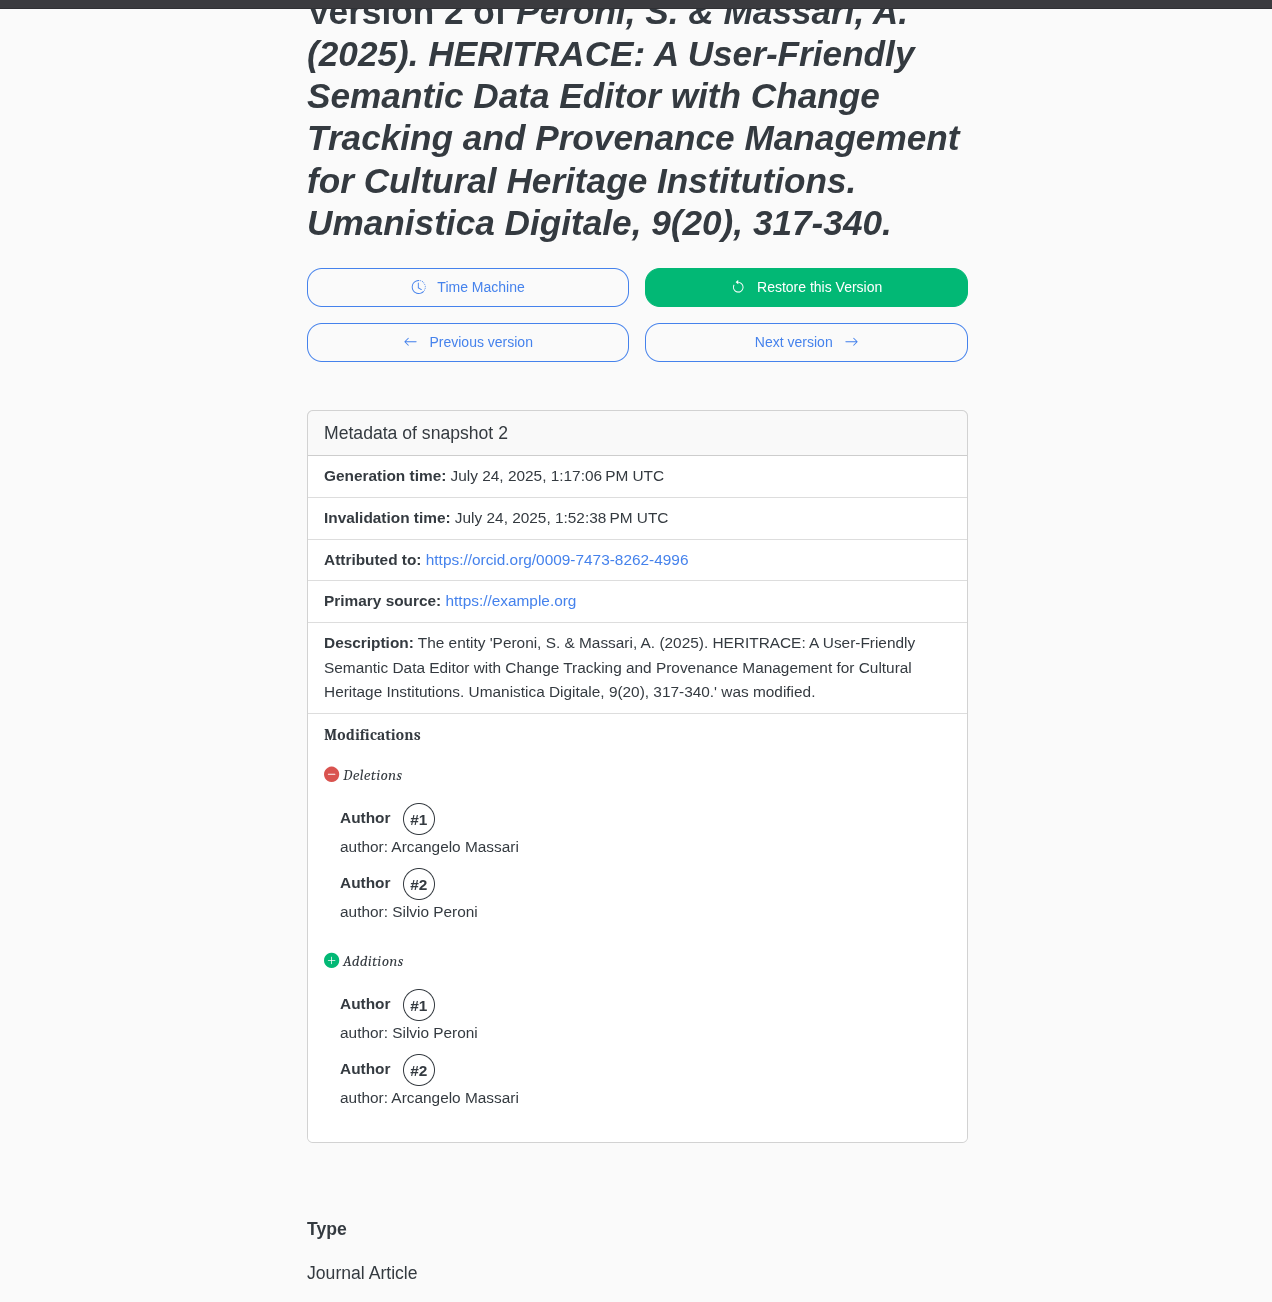 Version 2 of Peroni, S. & Massari, A.
(2025). HERITRACE: A User-Friendly
Semantic Data Editor with Change
Tracking and Provenance Management
for Cultural Heritage Institutions.
Umanistica Digitale, 9(20), 317-340.
Time Machine
Restore this Version
Previous version
Next version
Metadata of snapshot 2
Generation time: July 24, 2025, 1:17:06 PM UTC
Invalidation time: July 24, 2025, 1:52:38 PM UTC
Attributed to: https://orcid.org/0009-7473-8262-4996
Primary source: https://example.org
Description: The entity 'Peroni, S. & Massari, A. (2025). HERITRACE: A User-Friendly
Semantic Data Editor with Change Tracking and Provenance Management for Cultural
Heritage Institutions. Umanistica Digitale, 9(20), 317-340.' was modified.
Modifications
Deletions
Author #1
author: Arcangelo Massari
Author #2
author: Silvio Peroni
Additions
Author #1
author: Silvio Peroni
Author #2
author: Arcangelo Massari
Type
Journal Article